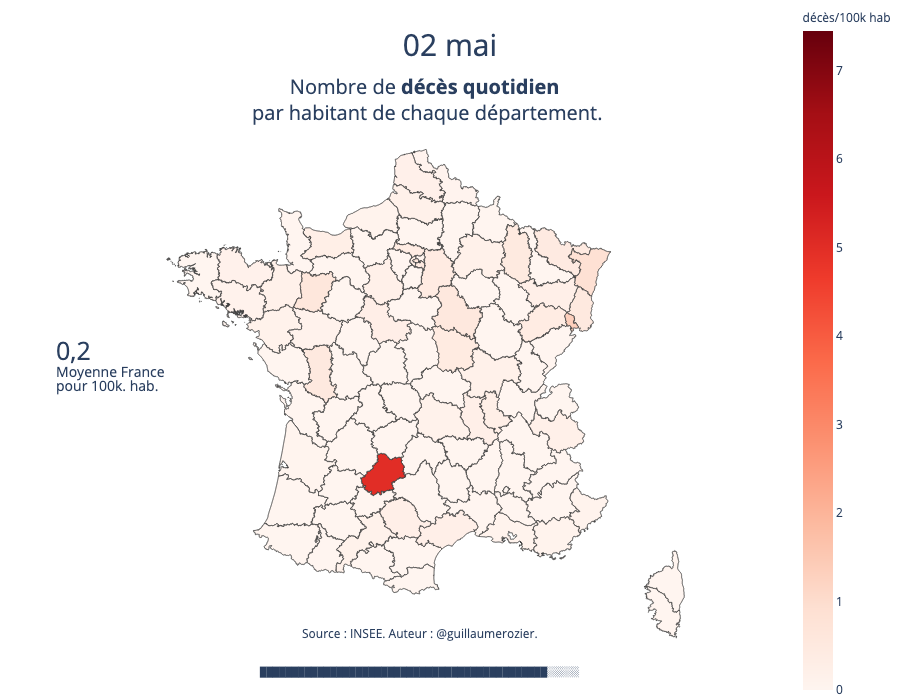 décès/100k hab
02 mai
Nombre de décès quotidien
par habitant de chaque département.
7
6
5
4
3
2
1
0
0,2
Moyenne France
pour 100k. hab.
Source : INSEE. Auteur : @guillaumerozier.